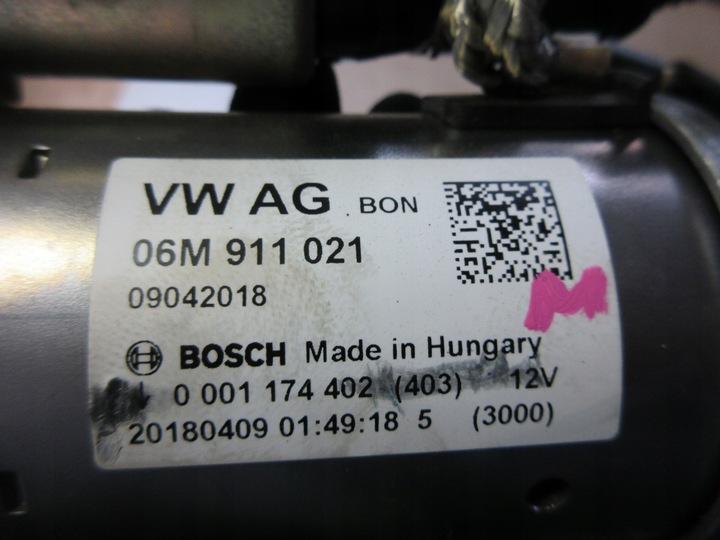 VW AG . BON
06M 911 021
09042018
BOSCH Made in Hungary
0 001 174 402 (403) 12V
20180409 01:49:18 5 (3000)
M